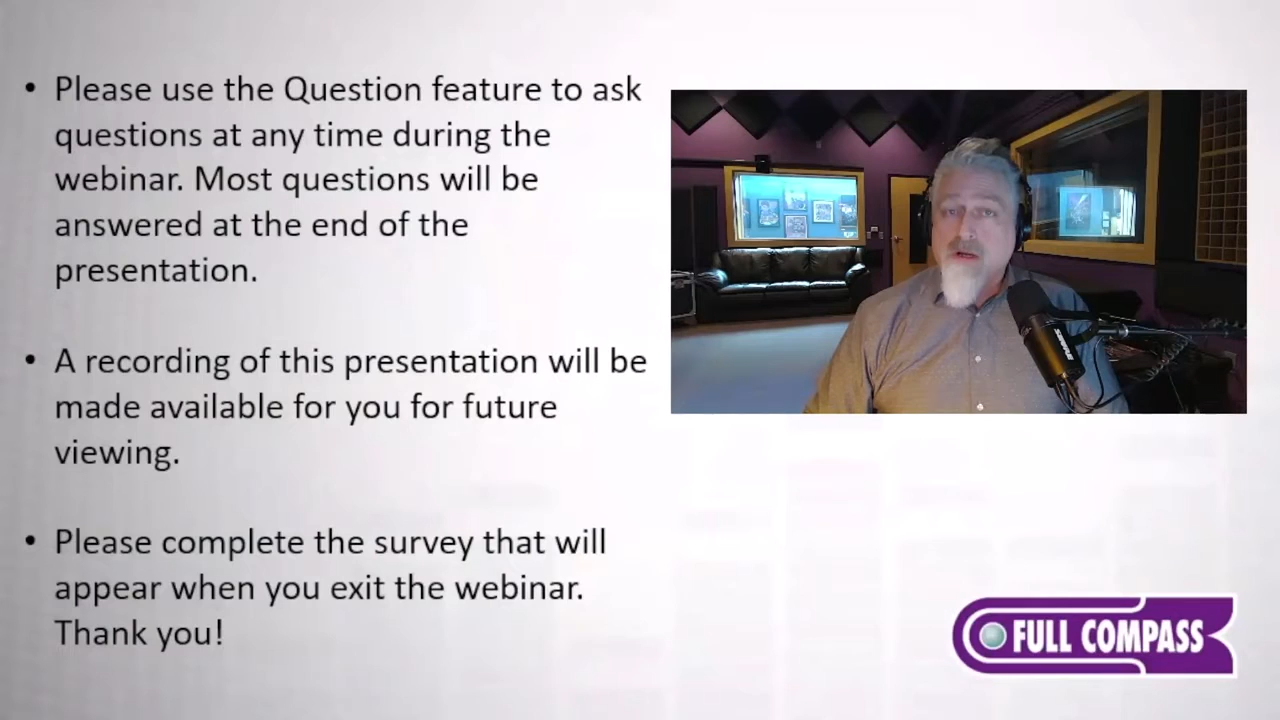 • Please use the Question feature to ask
questions at any time during the
webinar. Most questions will be
answered at the end of the
presentation.
• A recording of this presentation will be
made available for you for future
viewing.
• Please complete the survey that will
appear when you exit the webinar.
Thank you!
SHURE
FULL COMPASS